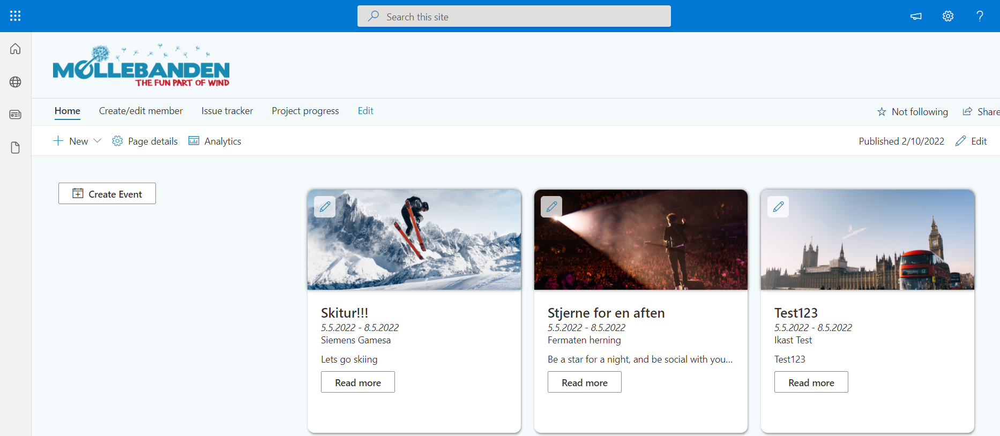 Search this site
MØLLEBANDEN
THE FUN PART OF WIND
Home Create/edit member Issue tracker Project progress Edit Not following Share
New Page details Analytics Published 2/10/2022 Edit
Create Event
Skitur!!!
5.5.2022 - 8.5.2022
Siemens Gamesa
Lets go skiing
Read more
Stjerne for en aften
5.5.2022 - 8.5.2022
Fermaten herning
Be a star for a night, and be social with you...
Read more
Test123
5.5.2022 - 8.5.2022
Ikast Test
Test123
Read more